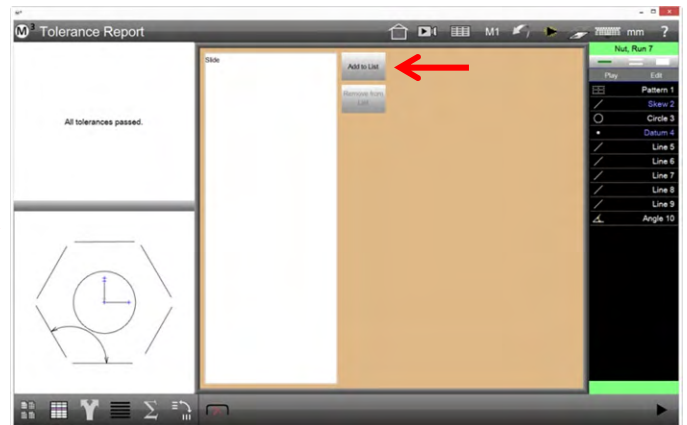 m³
M³ Tolerance Report
M1
mm
?
Nut, Run 7
Play
Edit
All tolerances passed.
Slide
Add to List
Remove from
List
Pattern 1
Skew 2
Circle 3
Datum 4
Line 5
Line 6
Line 7
Line 8
Line 9
Angle 10